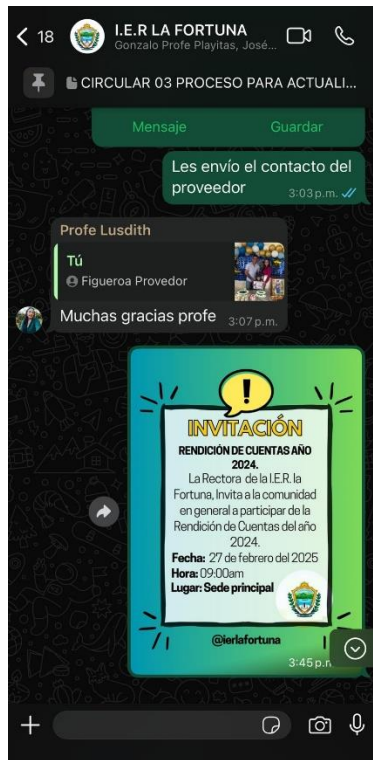 18
I.E.R LA FORTUNA
Gonzalo Profe Playitas, José...
CIRCULAR 03 PROCESO PARA ACTUALI...
Mensaje Guardar
Les envío el contacto del
proveedor
3:03 p.m.
Profe Lusdith
Tú
Figueroa Provedor
Muchas gracias profe 3:07 p.m.
!
INVITACIÓN
RENDICIÓN DE CUENTAS AÑO
2024.
La Rectora de la I.E.R. la
Fortuna, Invita a la comunidad
en general a participar de la
Rendición de Cuentas del año
2024.
Fecha: 27 de febrero del 2025
Hora: 09:00am
Lugar: Sede principal
@ierlafortuna
3:45 p.m